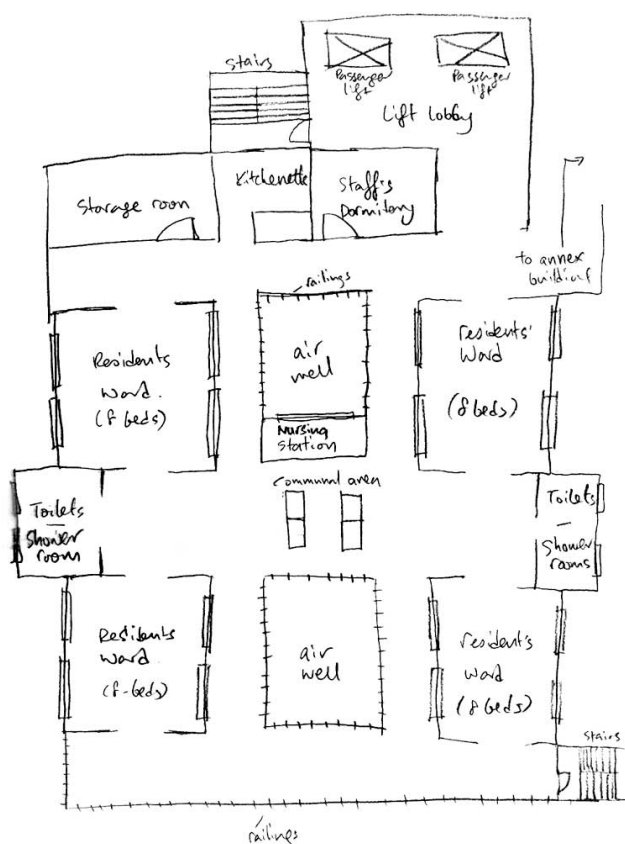 stairs
Passenger
lift
Passenger
lift
Lift lobby
Storage room
Kitchenette
Staff's
Dormitory
to annex
building
railings
Residents
Ward.
(8 beds)
air
well
residents'
Ward
(8 beds)
Nursing
Station
Communal area
Toilets
Shower
room
Toilets
Shower
rooms
Residents
Ward.
(8-beds)
air
well
resident's
Ward
(8 beds)
Stairs
railings